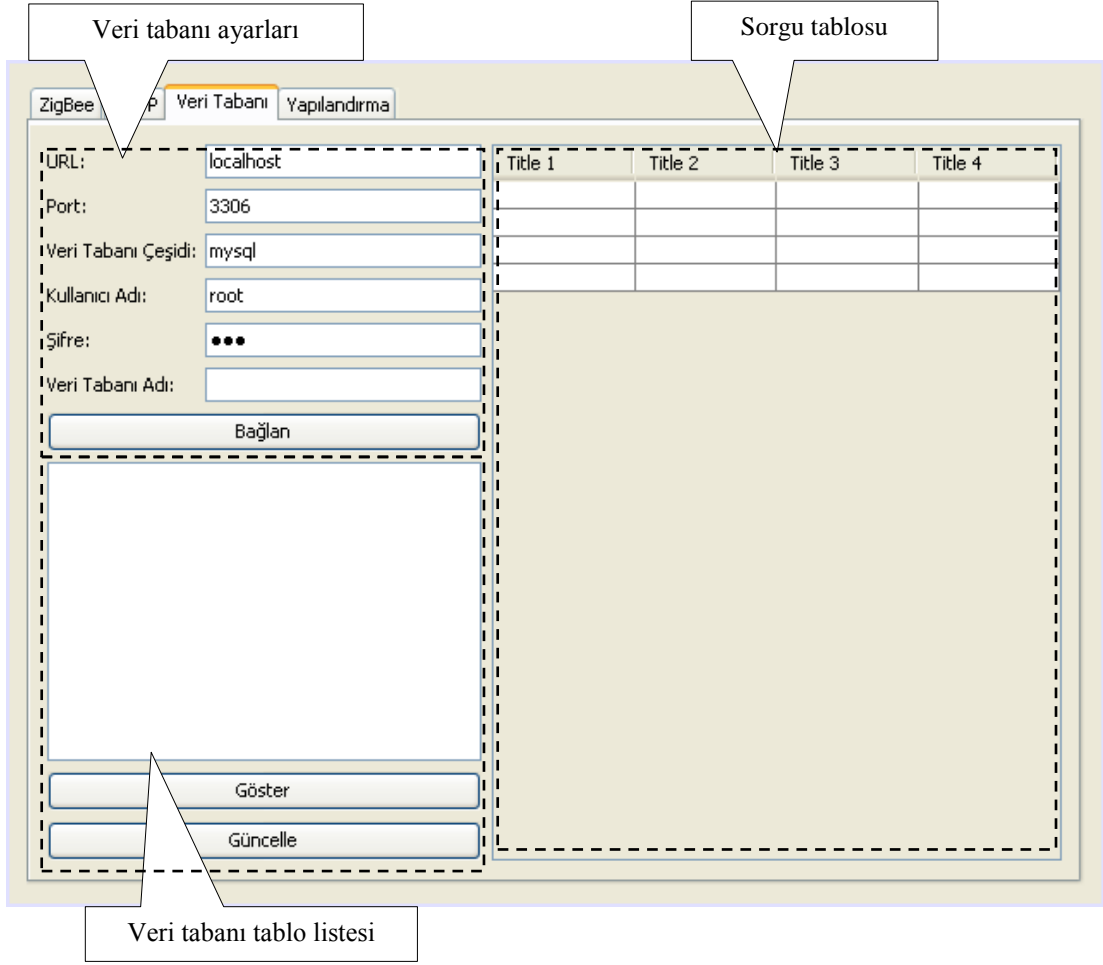 Veri tabanı ayarları
Sorgu tablosu
ZigBee P Veri Tabanı Yapılandırma
URL: localhost
Port: 3306
Veri Tabanı Çeşidi: mysql
Kullanıcı Adı: root
Şifre: ●●●
Veri Tabanı Adı:
Bağlan
Title 1 Title 2 Title 3 Title 4
Göster
Güncelle
Veri tabanı tablo listesi